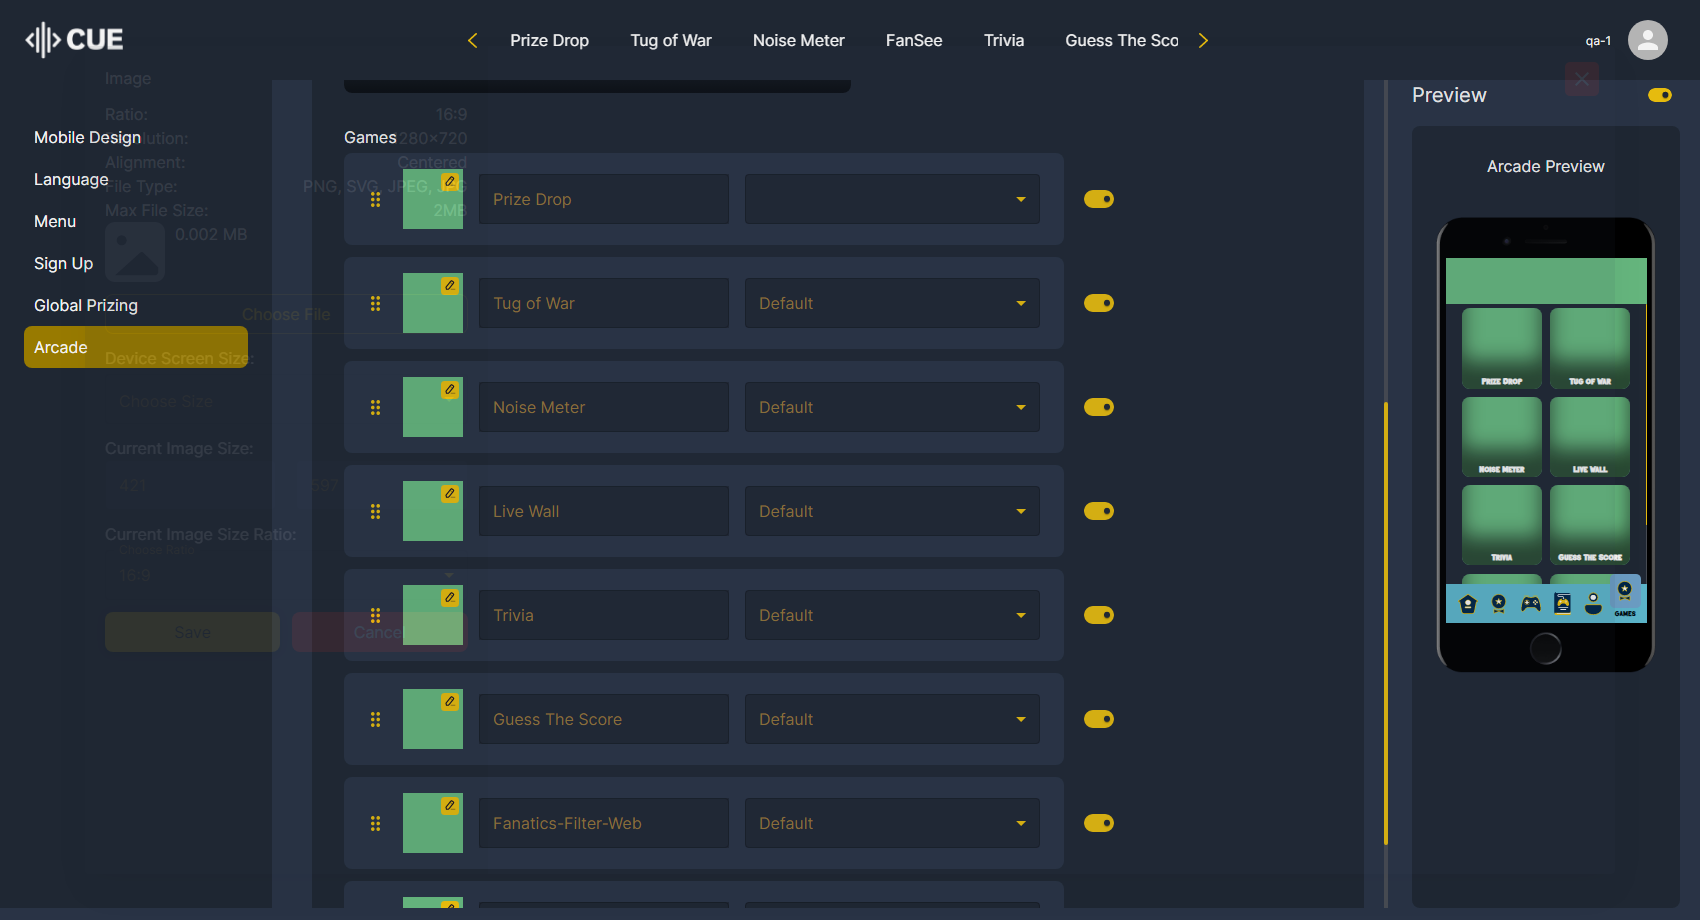 CUE
Prize Drop
Tug of War
Noise Meter
FanSee
Trivia
Guess The Sco
qa-1
Image
Ratio:
16:9
1280×720
Alignment:
Centered
File Type:
PNG, SVG, JPEG, JPG
Max File Size:
2MB
0.002 MB
Choose File
Device Screen Size:
Choose Size
Current Image Size:
421
Current Image Size Ratio:
Choose Ratio
16:9
Save
Cancel
Mobile Design
Language
Menu
Sign Up
Global Prizing
Arcade
Games
Prize Drop
Tug of War
Default
Noise Meter
Default
Live Wall
Default
Trivia
Default
Guess The Score
Default
Fanatics-Filter-Web
Default
Preview
Arcade Preview
Prize Drop
Tug of War
Noise Meter
Live Wall
Trivia
Guess The Score
GAMES